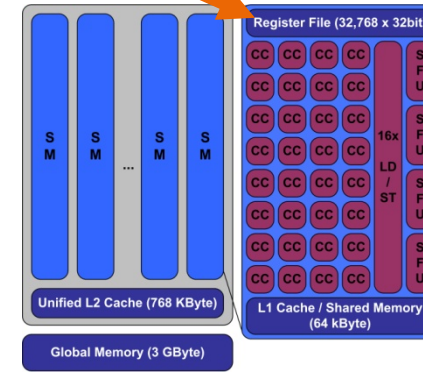 Register File (32,768 x 32bit
CC CC CC CC
CC CC CC CC
CC CC CC CC
CC CC CC CC
CC CC CC CC
CC CC CC CC
CC CC CC CC
CC CC CC CC
16x
LD
/
ST
S
F
U
S
F
U
S
F
U
S
F
U
S
M
S
M
...
S
M
S
M
Unified L2 Cache (768 KByte)
L1 Cache / Shared Memory
(64 kByte)
Global Memory (3 GByte)